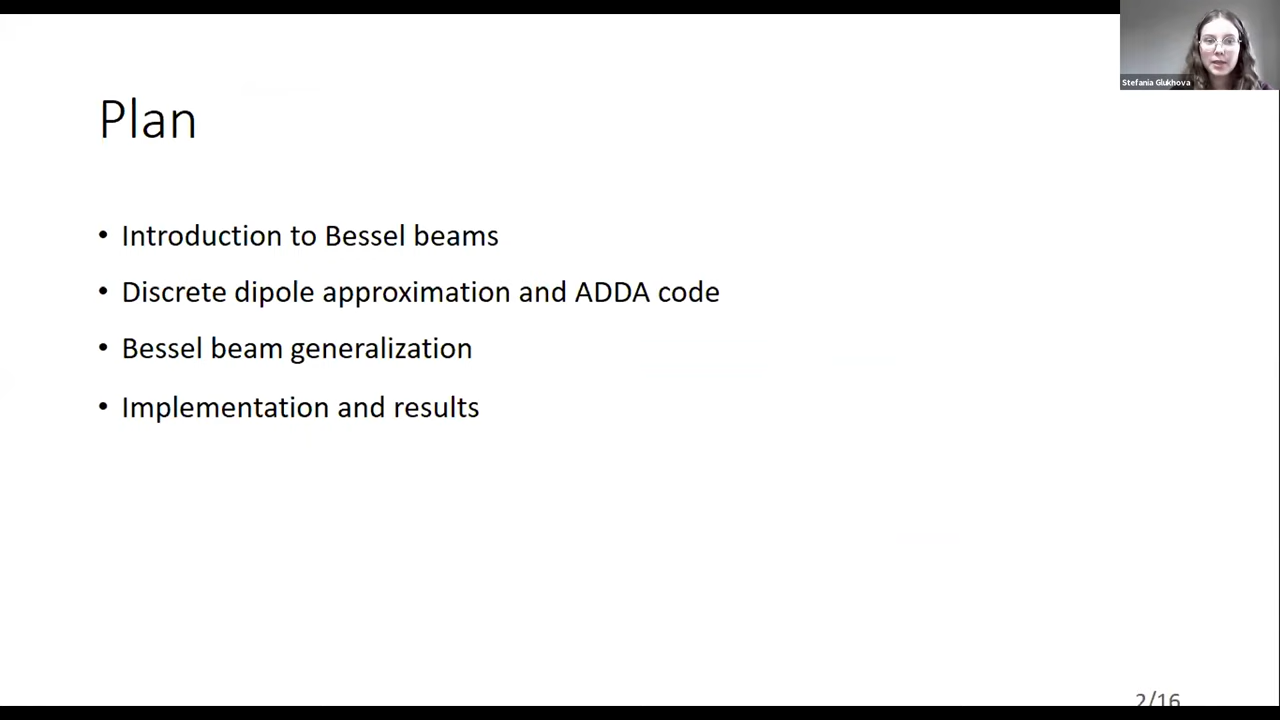 Stefania Glukhova
Plan
• Introduction to Bessel beams
• Discrete dipole approximation and ADDA code
• Bessel beam generalization
• Implementation and results
2/16